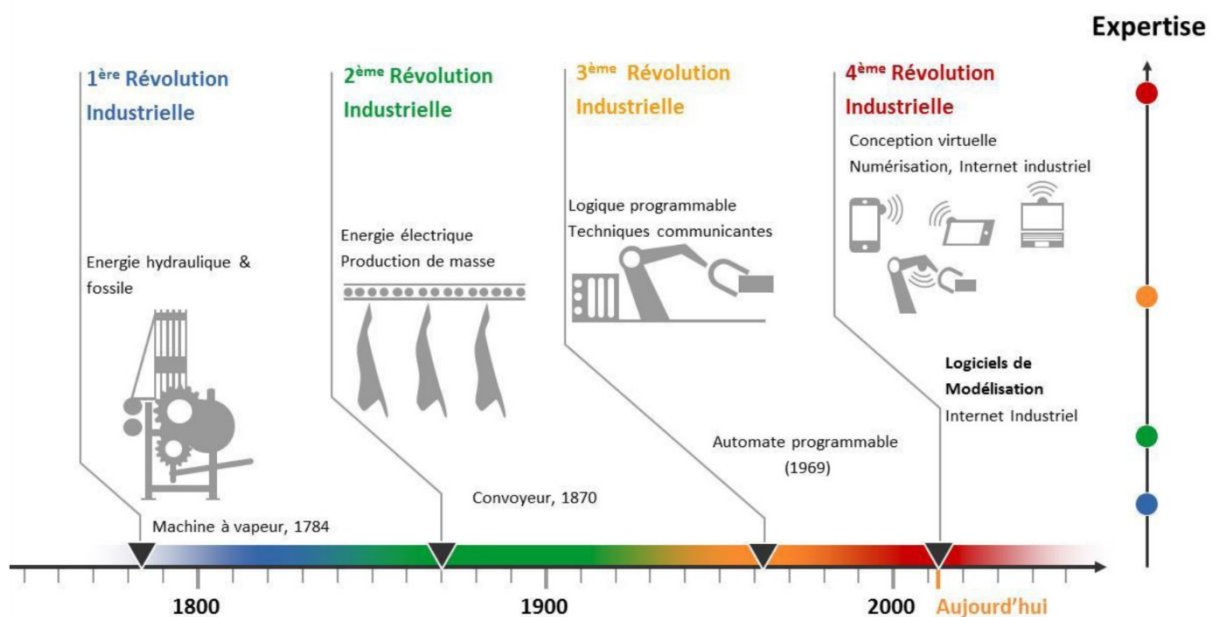 Expertise
1ère Révolution
Industrielle
Energie hydraulique &
fossile
Machine à vapeur, 1784
2ème Révolution
Industrielle
Energie électrique
Production de masse
Convoyeur, 1870
3ème Révolution
Industrielle
Logique programmable
Techniques communicantes
Automate programmable
(1969)
4ème Révolution
Industrielle
Conception virtuelle
Numérisation, Internet industriel
Logiciels de
Modélisation
Internet Industriel
1800
1900
2000
Aujourd’hui